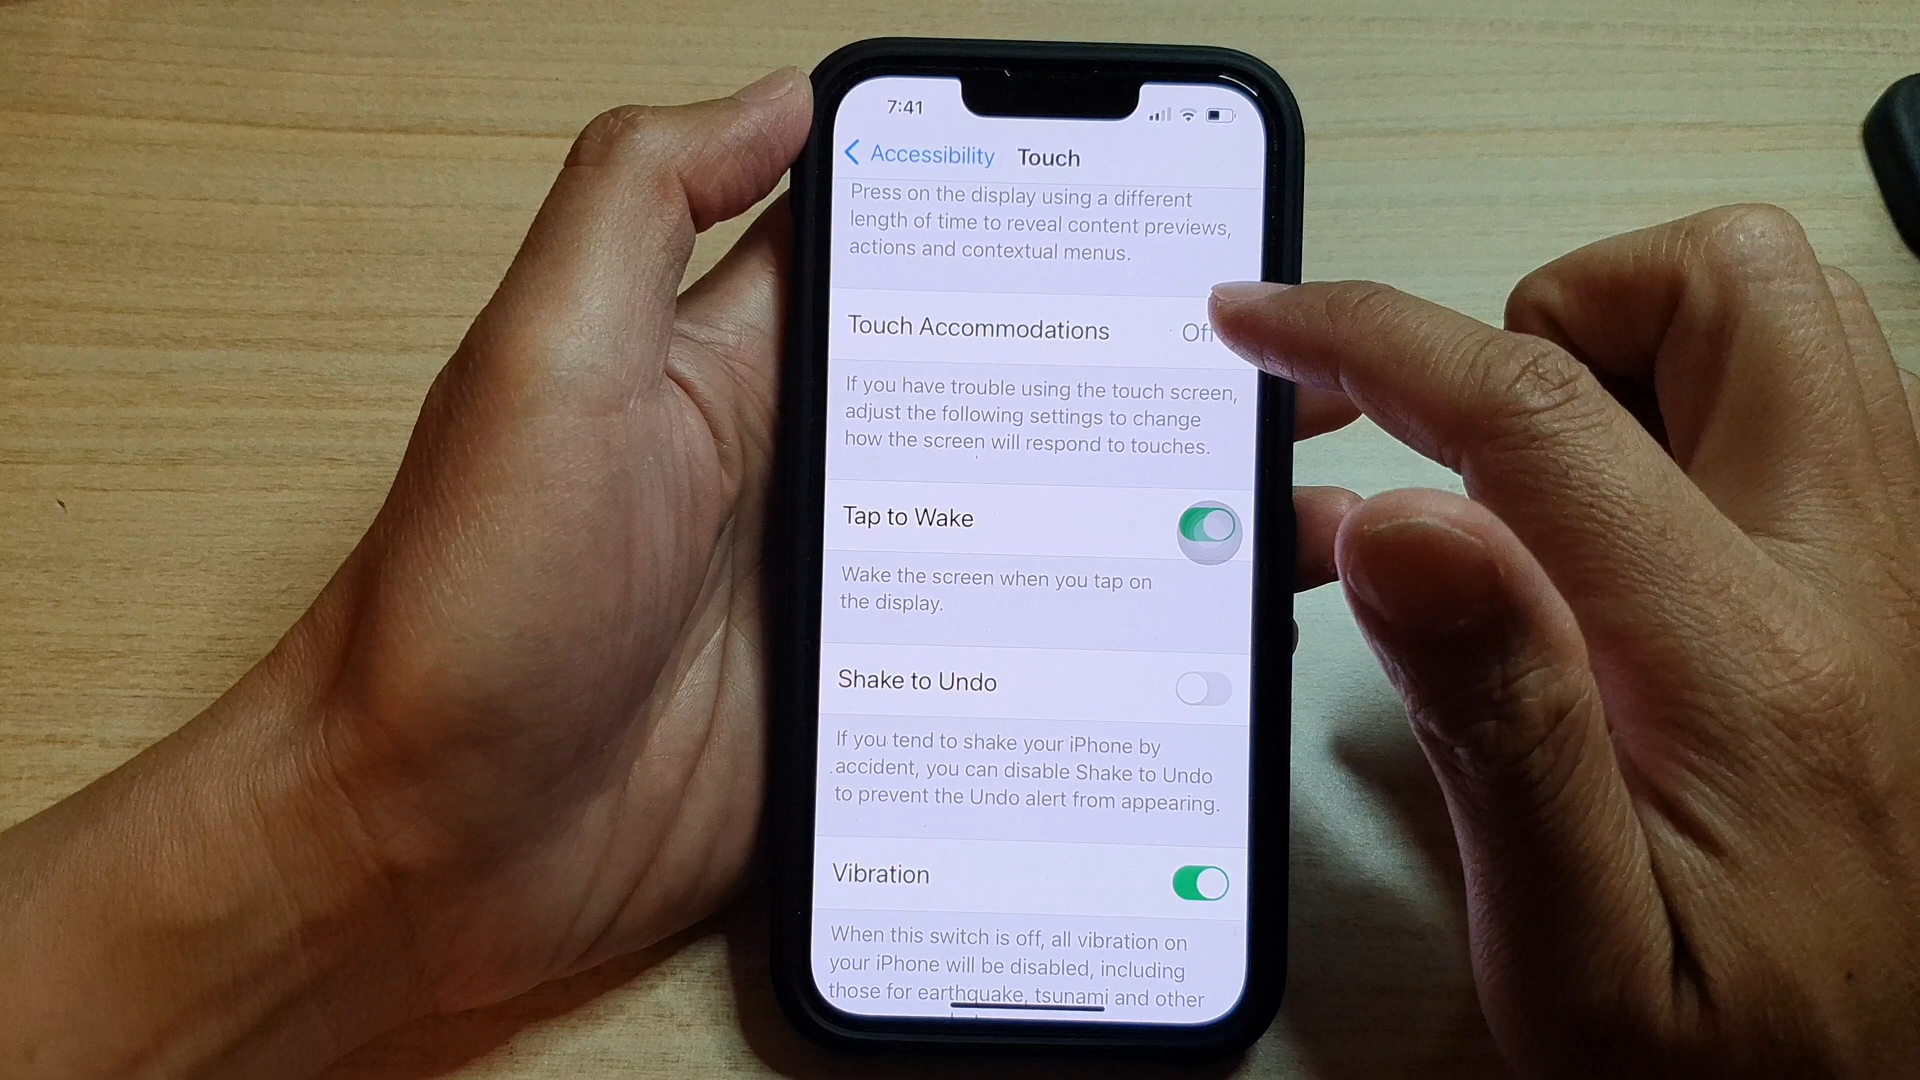 7:41
Accessibility Touch
Press on the display using a different
length of time to reveal content previews,
actions and contextual menus.
Touch Accommodations Off
If you have trouble using the touch screen,
adjust the following settings to change
how the screen will respond to touches.
Tap to Wake
Wake the screen when you tap on
the display.
Shake to Undo
If you tend to shake your iPhone by
accident, you can disable Shake to Undo
to prevent the Undo alert from appearing.
Vibration
When this switch is off, all vibration on
your iPhone will be disabled, including
those for earthquake, tsunami and other